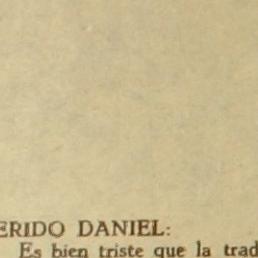 ERIDO DANIEL:
Es bien triste que la trad